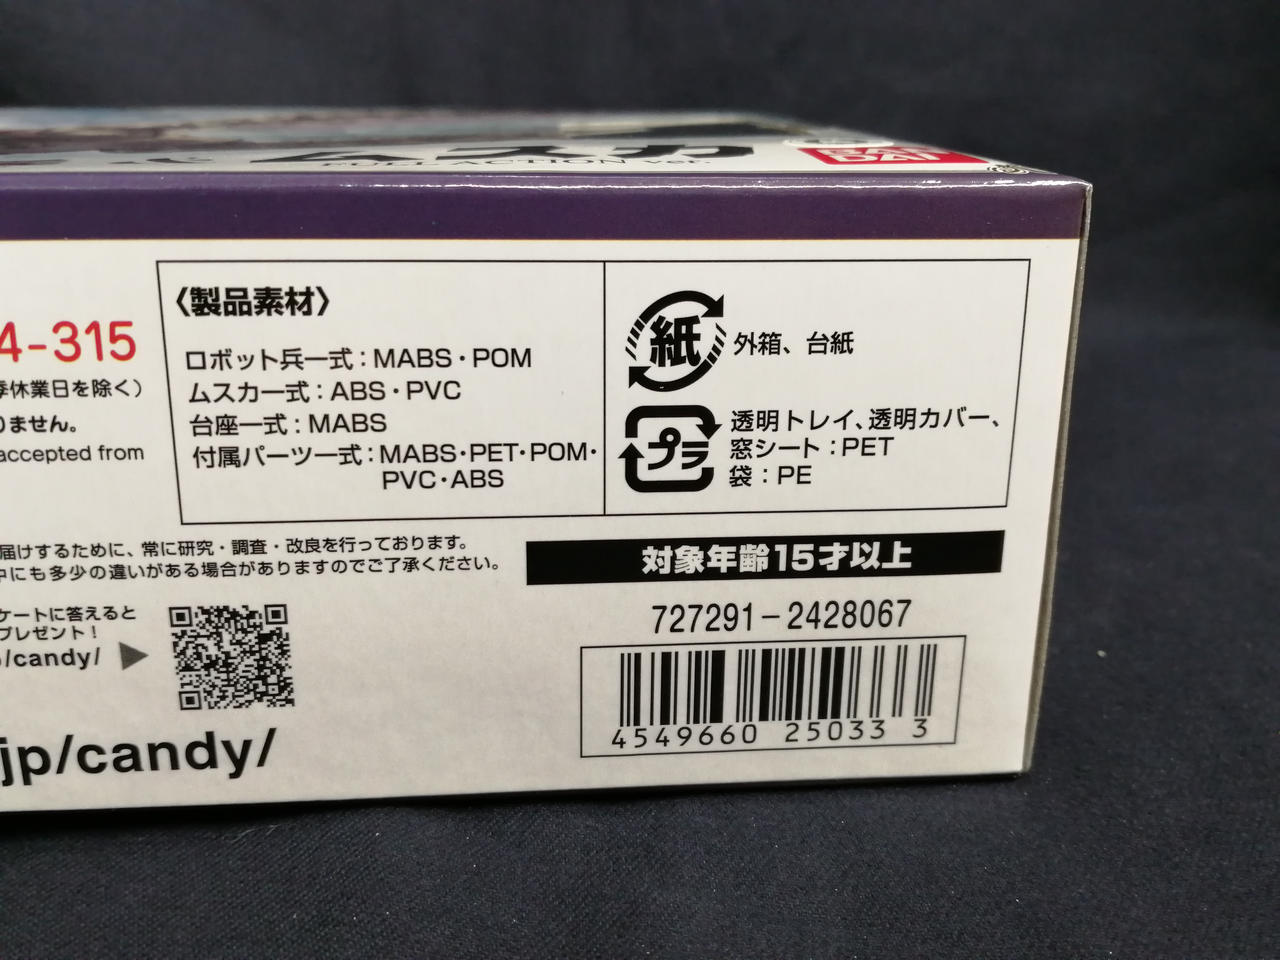 ムスカ
FULL ACTION ver.
BAN
DAI
4-315
季休業日を除く）
りません。
accepted from
〈製品素材〉
ロボット兵一式：MABS・POM
ムスカ一式：ABS・PVC
台座一式：MABS
付属パーツ一式：MABS・PET・POM・
PVC・ABS
紙
外箱、台紙
プラ
透明トレイ、透明カバー、
窓シート：PET
袋：PE
届けするために、常に研究・調査・改良を行っております。
中にも多少の違いがある場合がありますのでご了承ください。
対象年齢15才以上
ケートに答えると
プレゼント！
/candy/
727291－2428067
4549660 25033 3
jp/candy/